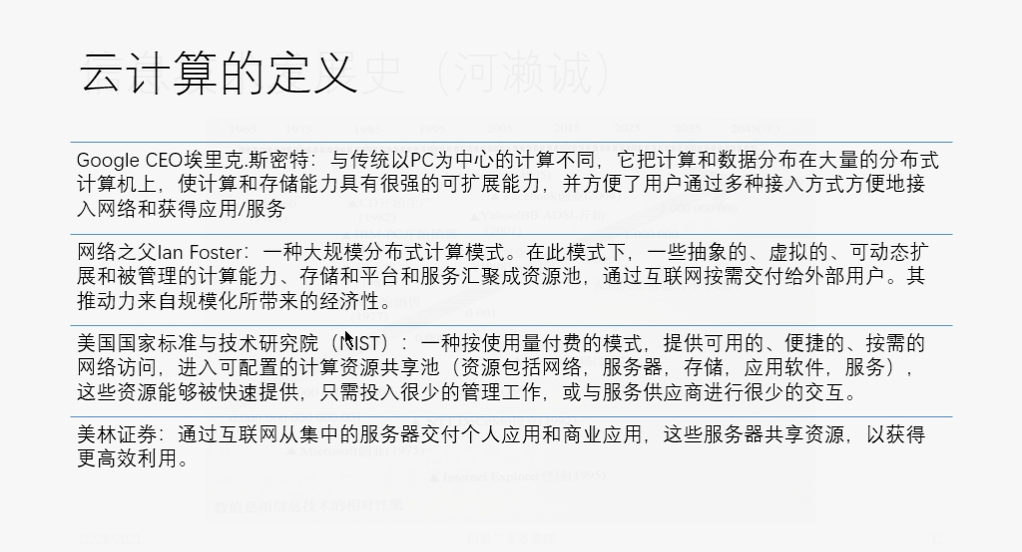 云计算的定义
Google CEO埃里克.斯密特：与传统以PC为中心的计算不同，它把计算和数据分布在大量的分布式
计算机上，使计算和存储能力具有很强的可扩展能力，并方便了用户通过多种接入方式方便地接
入网络和获得应用/服务
网络之父Ian Foster：一种大规模分布式计算模式。在此模式下，一些抽象的、虚拟的、可动态扩
展和被管理的计算能力、存储和平台和服务汇聚成资源池，通过互联网按需交付给外部用户。其
推动力来自规模化所带来的经济性。
美国国家标准与技术研究院（NIST）：一种按使用量付费的模式，提供可用的、便捷的、按需的
网络访问，进入可配置的计算资源共享池（资源包括网络，服务器，存储，应用软件，服务），
这些资源能够被快速提供，只需投入很少的管理工作，或与服务供应商进行很少的交互。
美林证券：通过互联网从集中的服务器交付个人应用和商业应用，这些服务器共享资源，以获得
更高效利用。